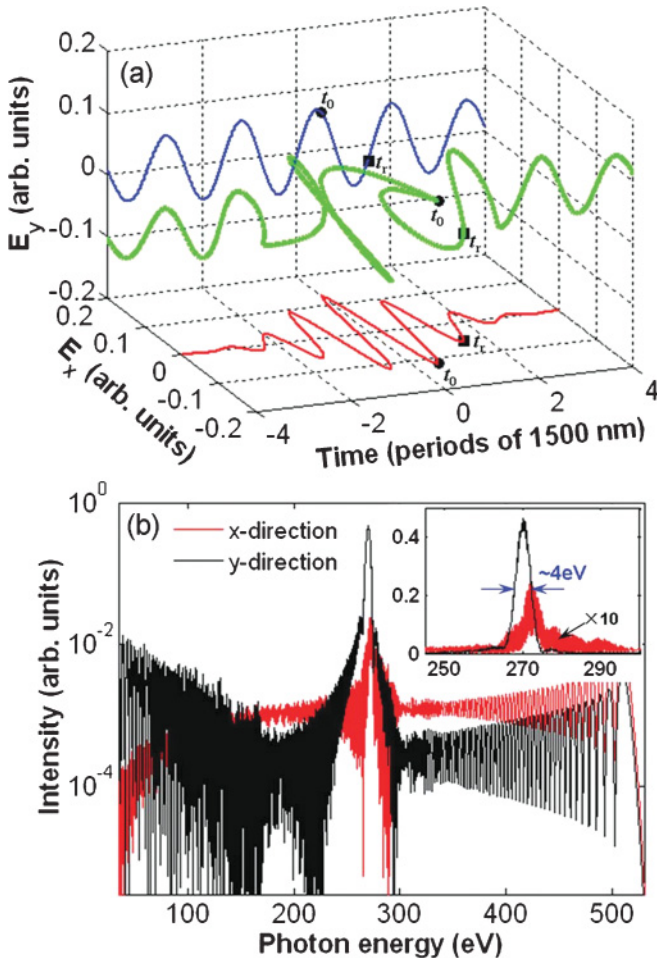 (a)
E_y (arb. units)
0.2
0.1
0
-0.1
-0.2
t_0
t_r
t_0
t_r
t_0
t_r
E_x (arb. units)
0.2
0.1
0
-0.1
-0.2
-4
-2
0
2
4
Time (periods of 1500 nm)
(b)
x-direction
y-direction
Intensity (arb. units)
10^0
10^-2
10^-4
100
200
300
400
500
Photon energy (eV)
0.4
0.2
0
~4eV
×10
250
270
290